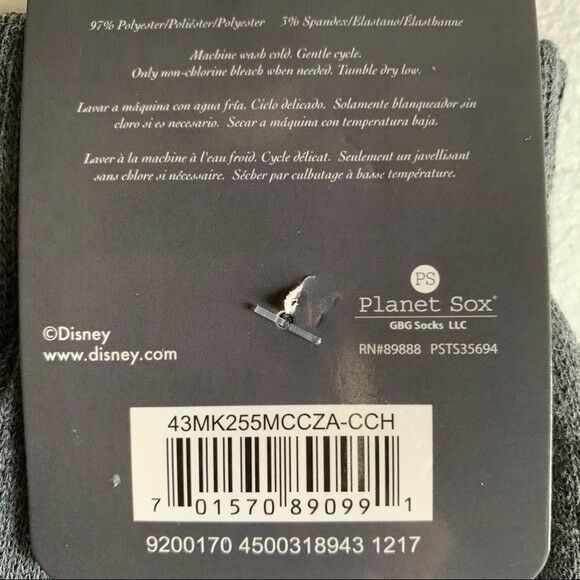 97% Polyester/Poliéster/Polyester 3% Spandex/Elastano/Élasthanne
Machine wash cold. Gentle cycle.
Only non-chlorine bleach when needed. Tumble dry low.
Lavar a máquina con agua fría. Ciclo delicado. Solamente blanqueador sin
cloro si es necesario. Secar a máquina con temperatura baja.
Laver à la machine à l'eau froid. Cycle délicat. Seulement un javellisant
sans chlore si nécessaire. Sécher par culbutage à basse température.
PS
Planet Sox®
GBG Socks LLC
RN#89888 PSTS35694
©Disney
www.disney.com
43MK255MCCZA-CCH
7 01570 89099 1
9200170 4500318943 1217